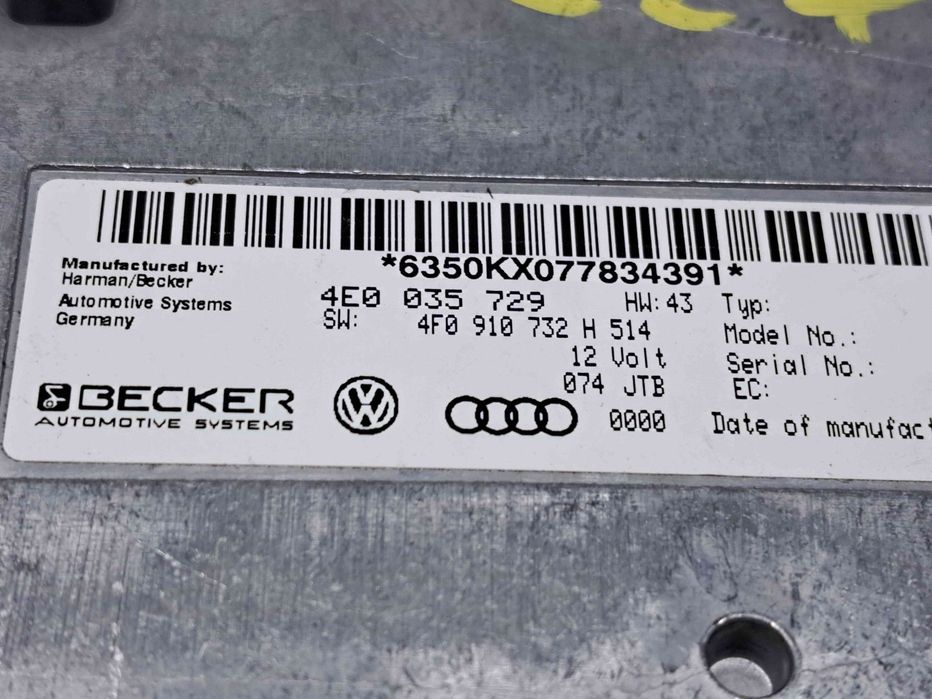 *6350KX077834391*
Manufactured by:
Harman/Becker
Automotive Systems
Germany
4E0 035 729 HW: 43
SW: 4F0 910 732 H 514
12 Volt
074 JTB
0000
BECKER
AUTOMOTIVE SYSTEMS
Typ:
Model No.:
Serial No.:
EC:
Date of manufact